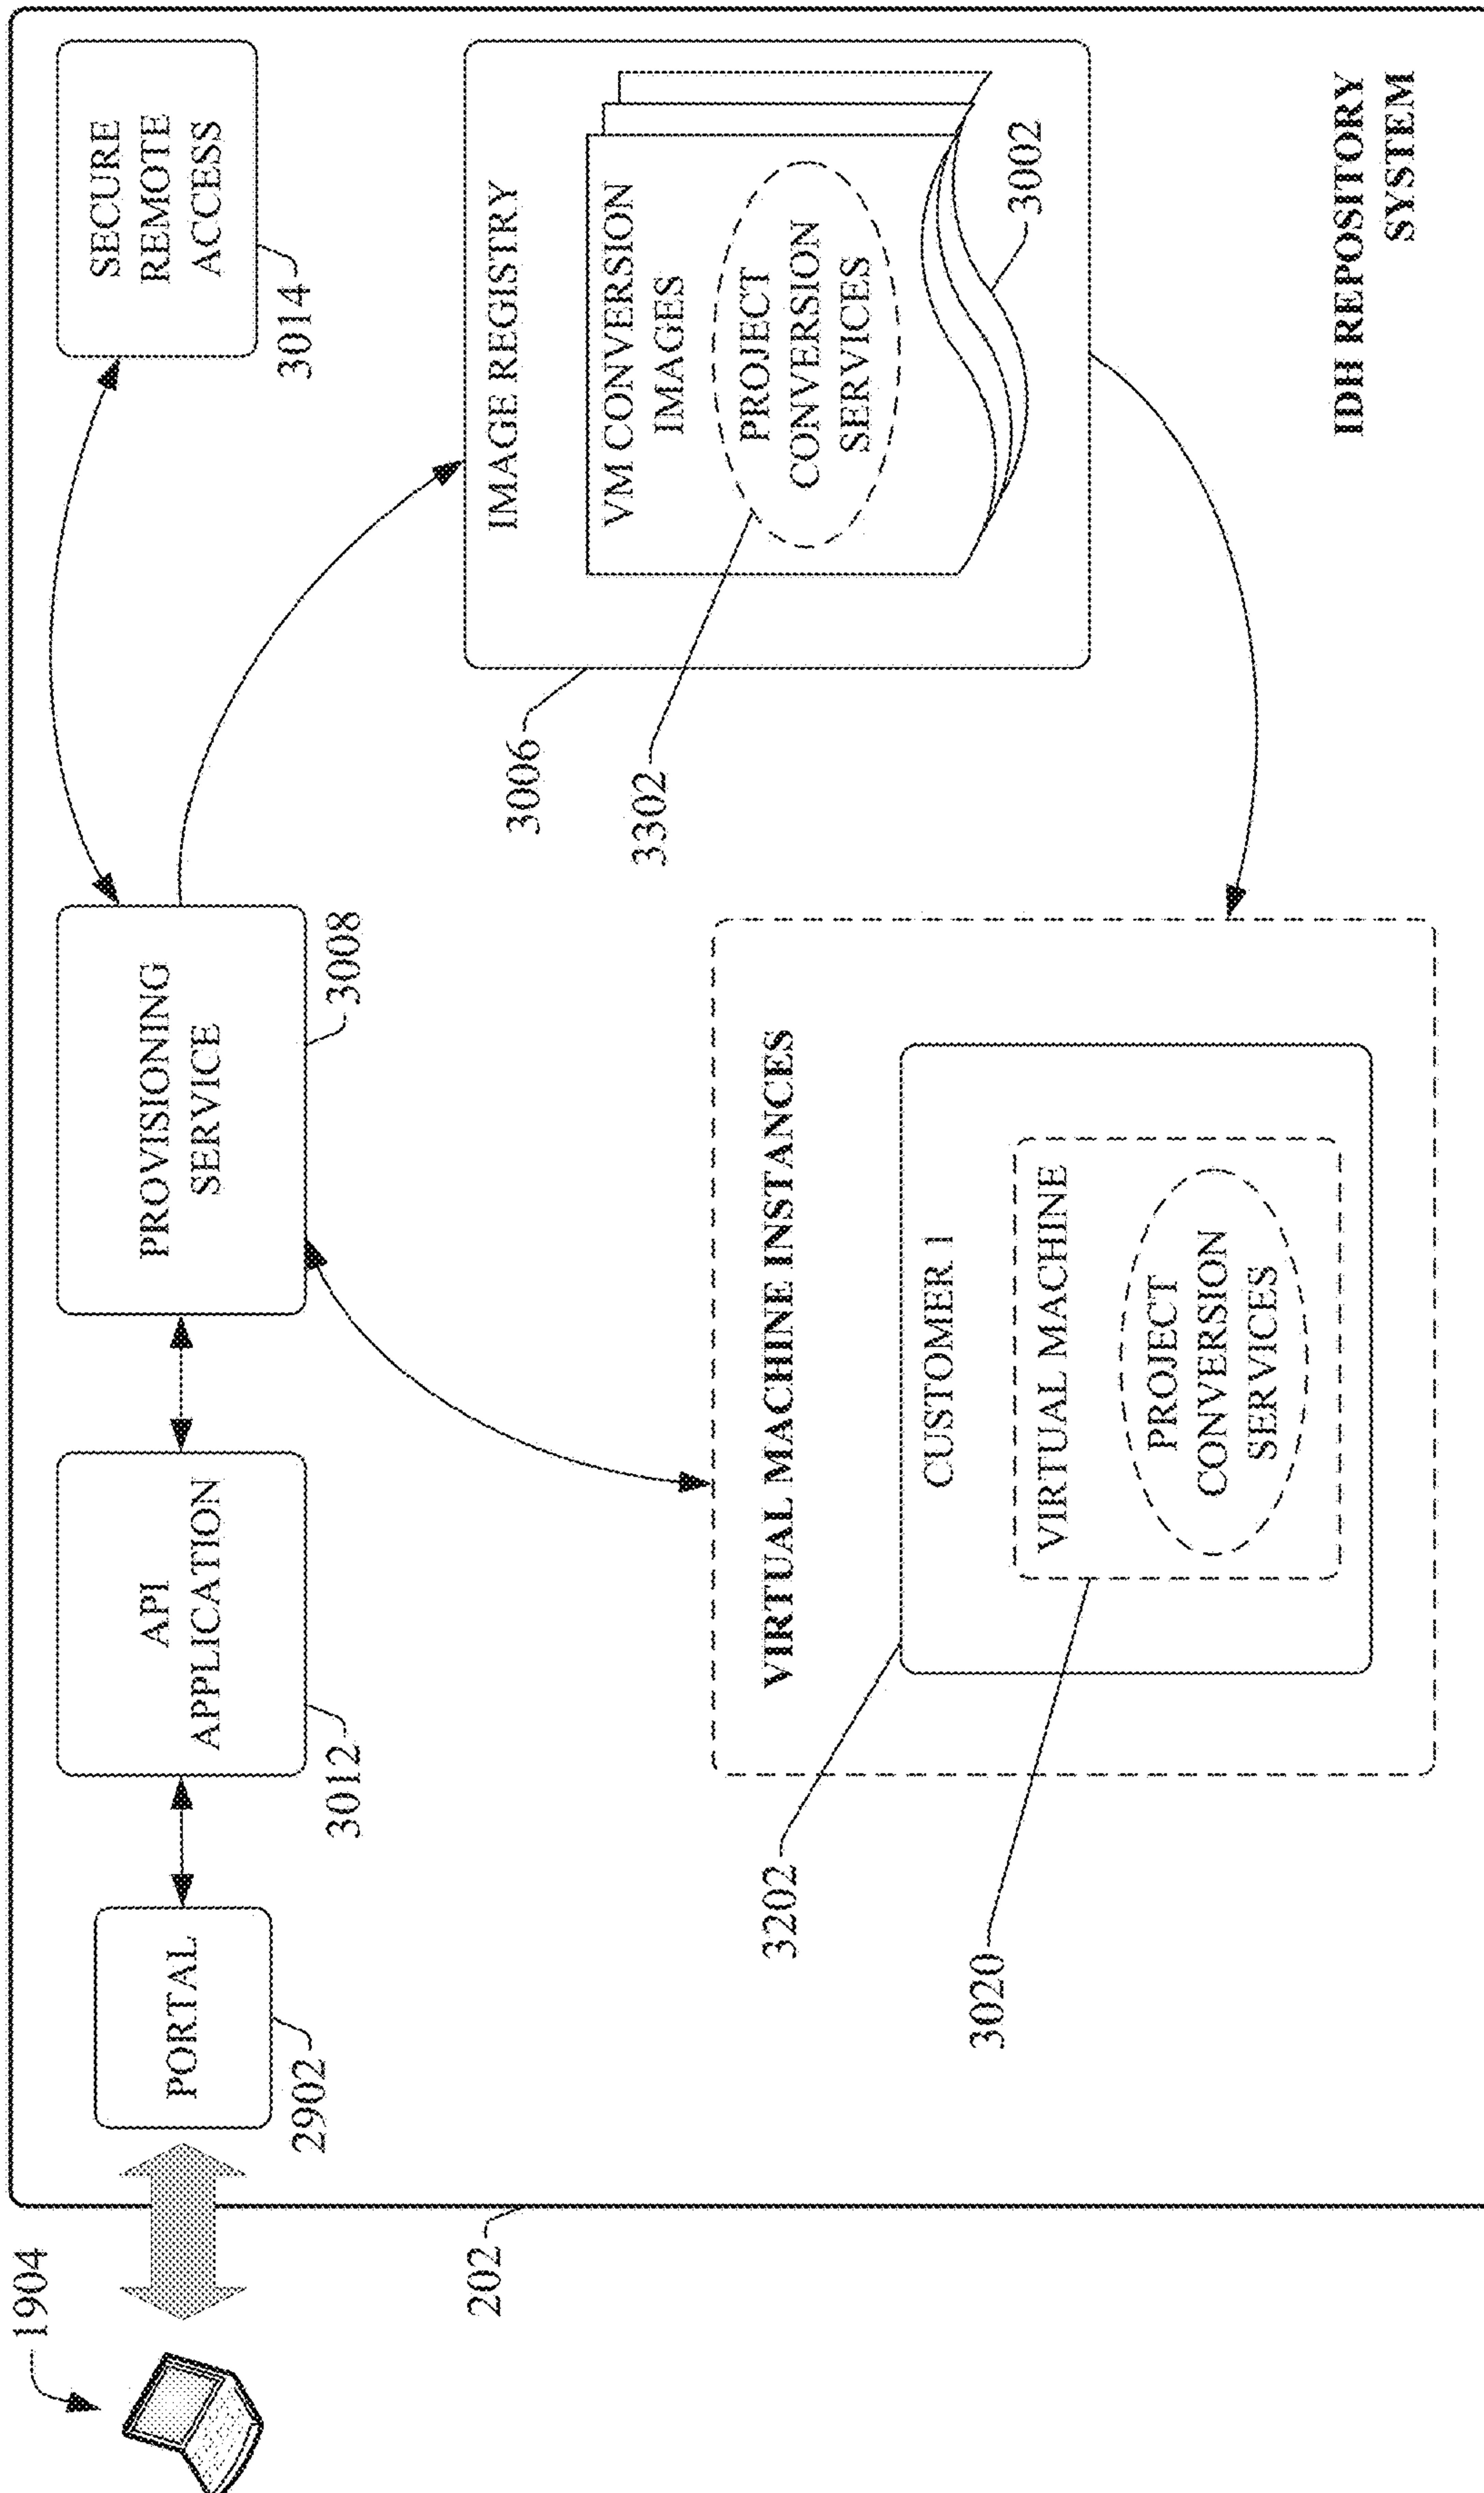 1904
202
PORTAL
2902
API
APPLICATION
3012
PROVISIONING
SERVICE
3008
SECURE
REMOTE
ACCESS
3014
IMAGE REGISTRY
VM CONVERSION
IMAGES
PROJECT
CONVERSION
SERVICES
3002
3006
3302
VIRTUAL MACHINE INSTANCES
CUSTOMER 1
VIRTUAL MACHINE
PROJECT
CONVERSION
SERVICES
3202
3020
IDH REPOSITORY
SYSTEM